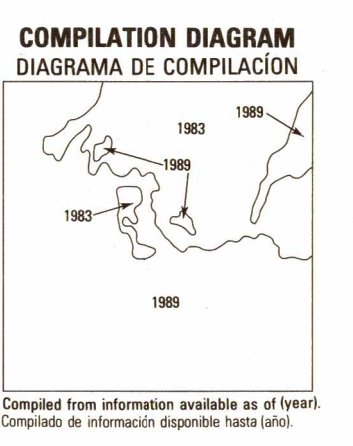 COMPILATION DIAGRAM
DIAGRAMA DE COMPILACÍON
1989
1983
1989
1983
1989
Compiled from information available as of (year).
Compilado de información disponible hasta (año).